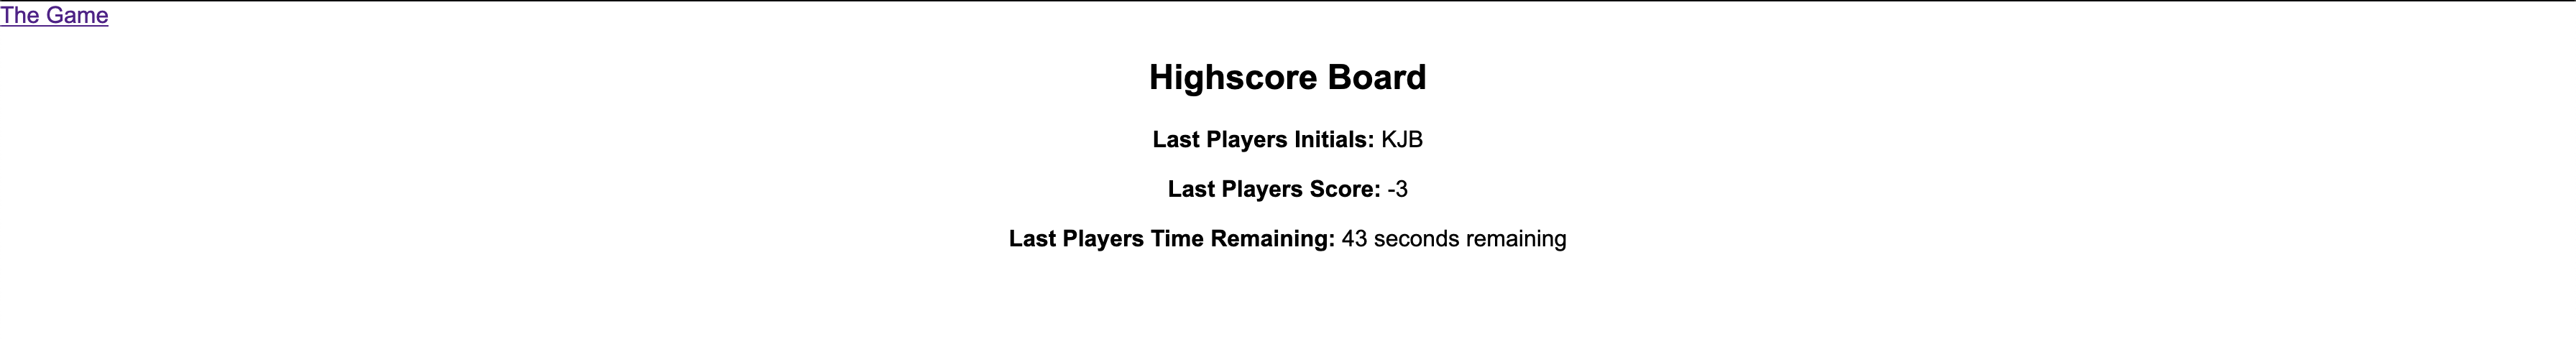 The Game
Highscore Board
Last Players Initials: KJB
Last Players Score: -3
Last Players Time Remaining: 43 seconds remaining